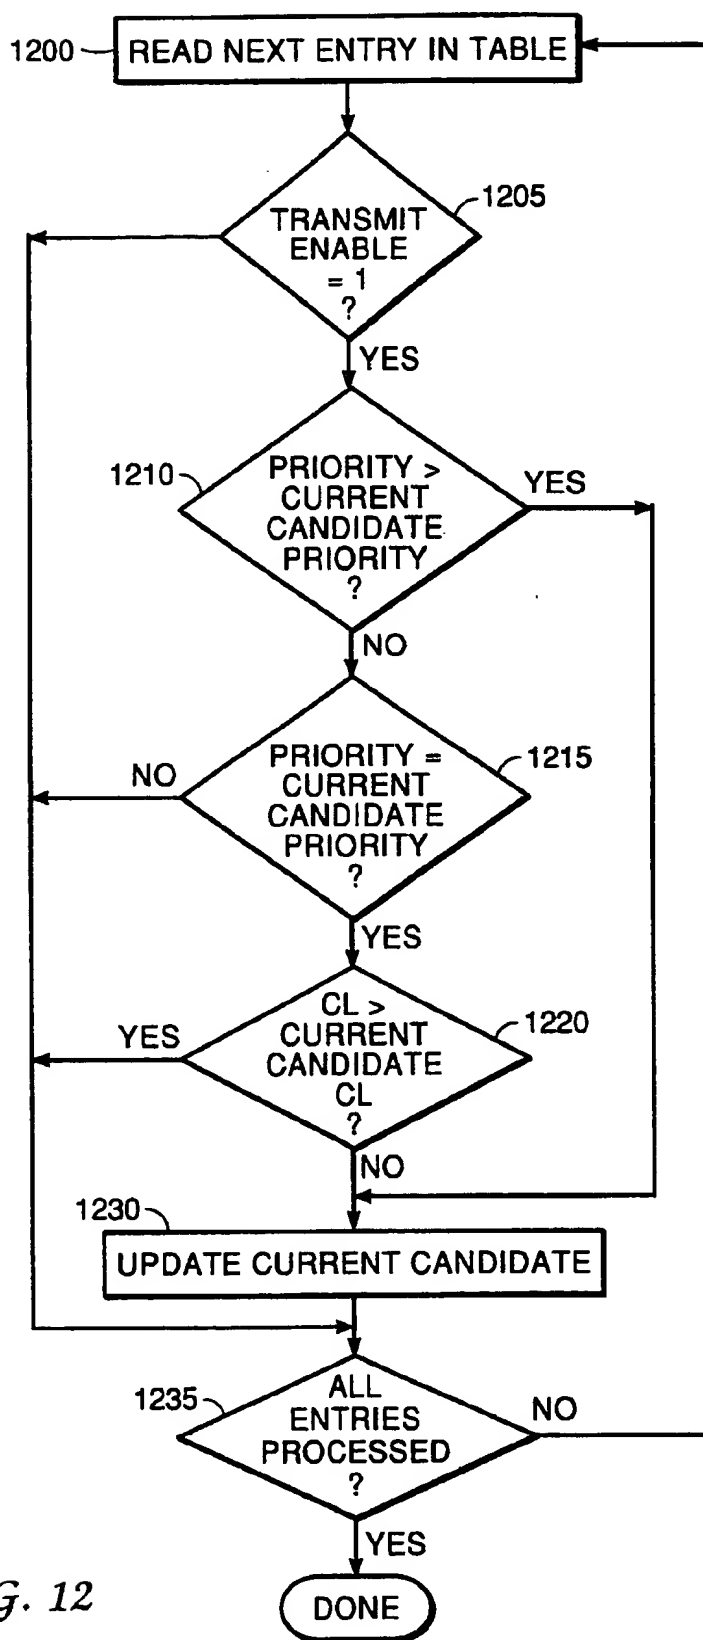 1200
READ NEXT ENTRY IN TABLE
1205
TRANSMIT
ENABLE
= 1
?
YES
1210
PRIORITY >
CURRENT
CANDIDATE
PRIORITY
?
YES
NO
1215
PRIORITY =
CURRENT
CANDIDATE
PRIORITY
?
NO
YES
1220
CL >
CURRENT
CANDIDATE
CL
?
YES
NO
1230
UPDATE CURRENT CANDIDATE
1235
ALL
ENTRIES
PROCESSED
?
NO
YES
DONE
G. 12